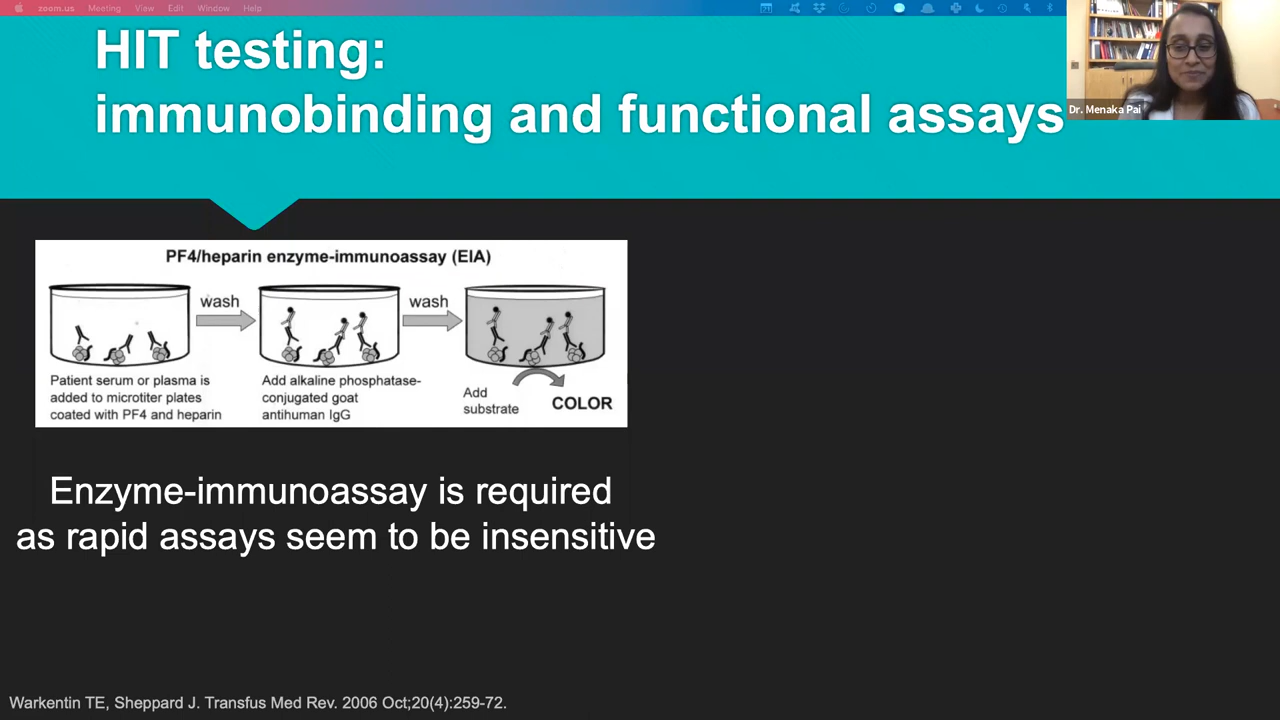 zoom.us Meeting View Edit Window Help
HIT testing:
immunobinding and functional assays
Dr. Menaka Pai
PF4/heparin enzyme-immunoassay (EIA)
wash
wash
Patient serum or plasma is
added to microtiter plates
coated with PF4 and heparin
Add alkaline phosphatase-
conjugated goat
antihuman IgG
Add
substrate
COLOR
Enzyme-immunoassay is required
as rapid assays seem to be insensitive
Warkentin TE, Sheppard J. Transfus Med Rev. 2006 Oct;20(4):259-72.